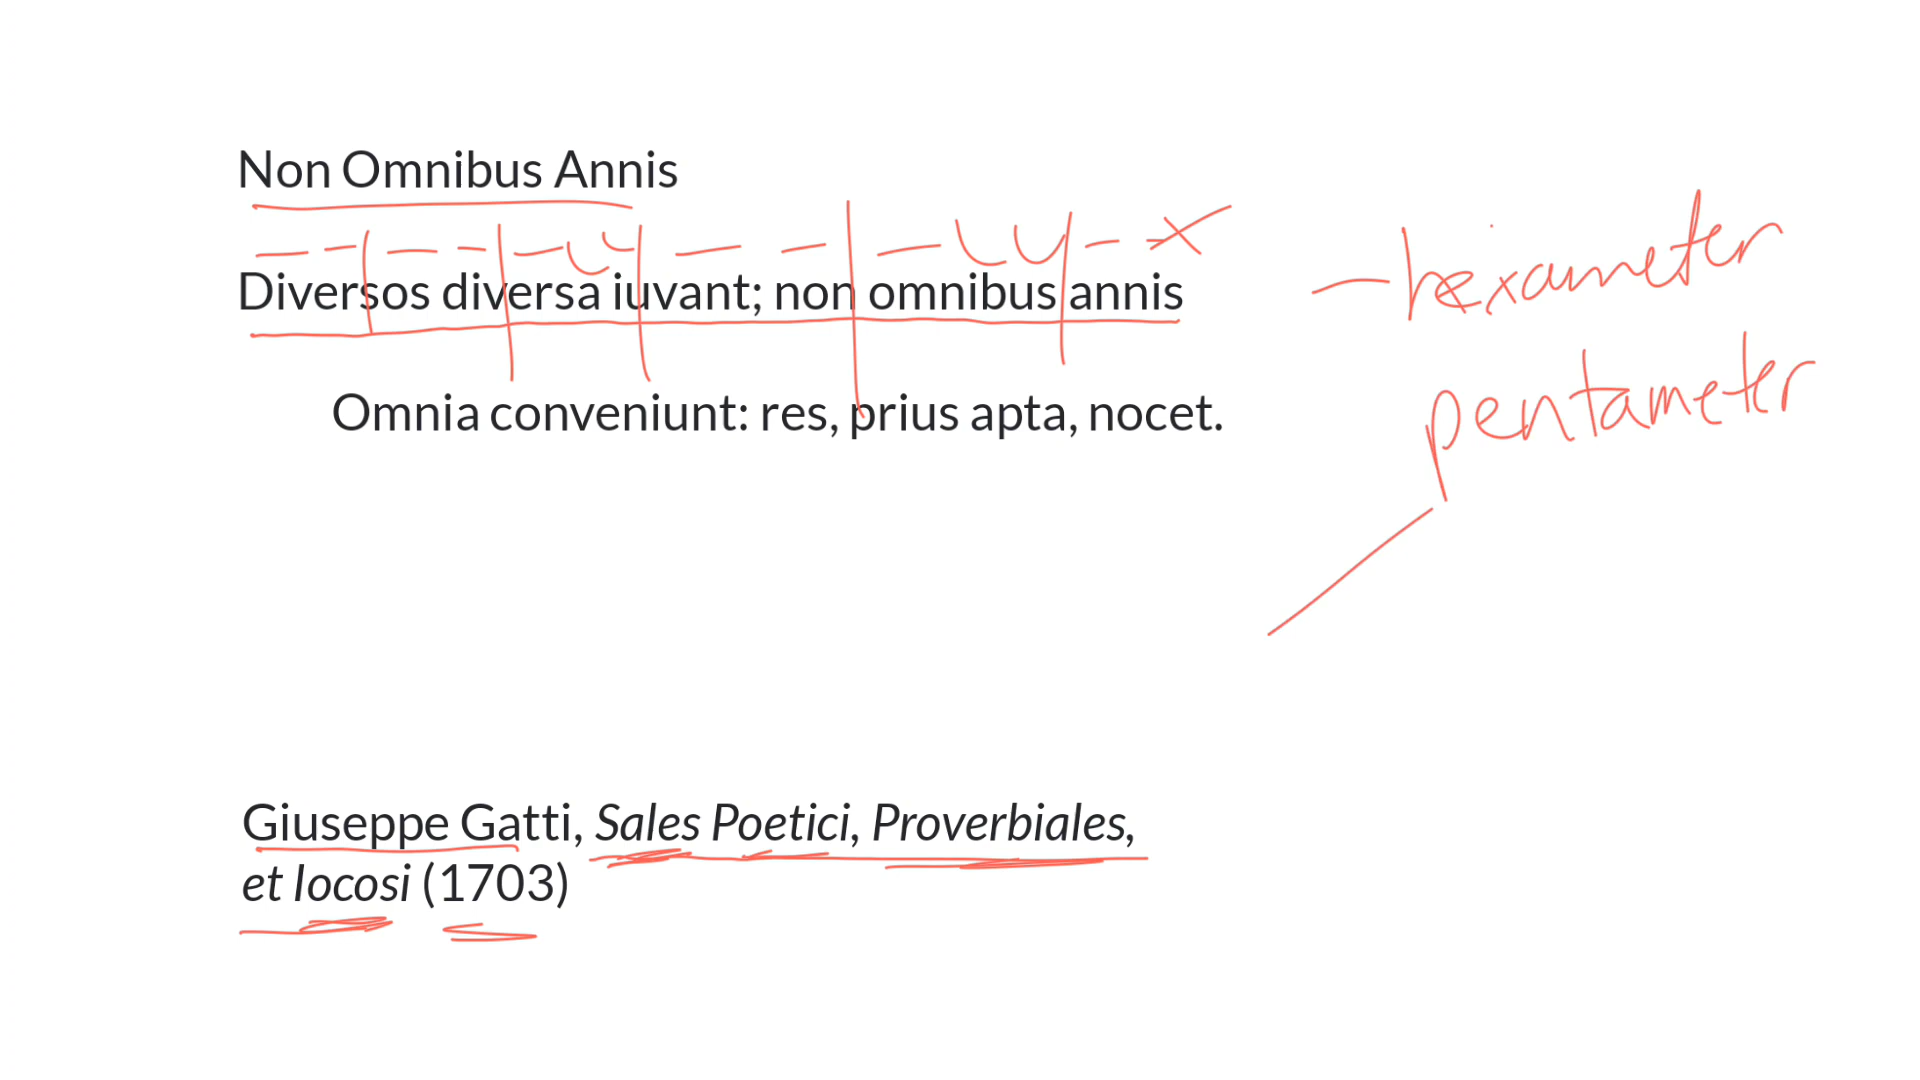 Non Omnibus Annis
Diversos diversa iuvant; non omnibus annis
hexameter
Omnia conveniunt: res, prius apta, nocet.
pentameter
Giuseppe Gatti, Sales Poetici, Proverbiales,
et Iocosi (1703)